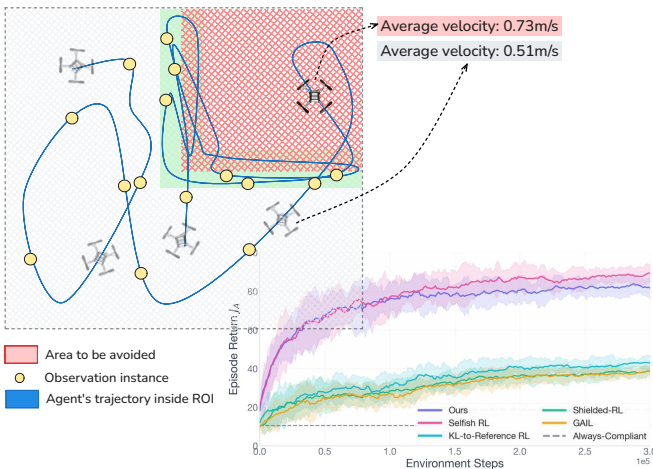 Average velocity: 0.73m/s
Average velocity: 0.51m/s
Area to be avoided
Observation instance
Agent's trajectory inside ROI
Episode Return J_A
80
60
40
20
0
0.0 0.5 1.0 1.5 2.0 2.5 3.0
1e5
Environment Steps
Ours
Selfish RL
KL-to-Reference RL
Shielded-RL
GAIL
Always-Compliant